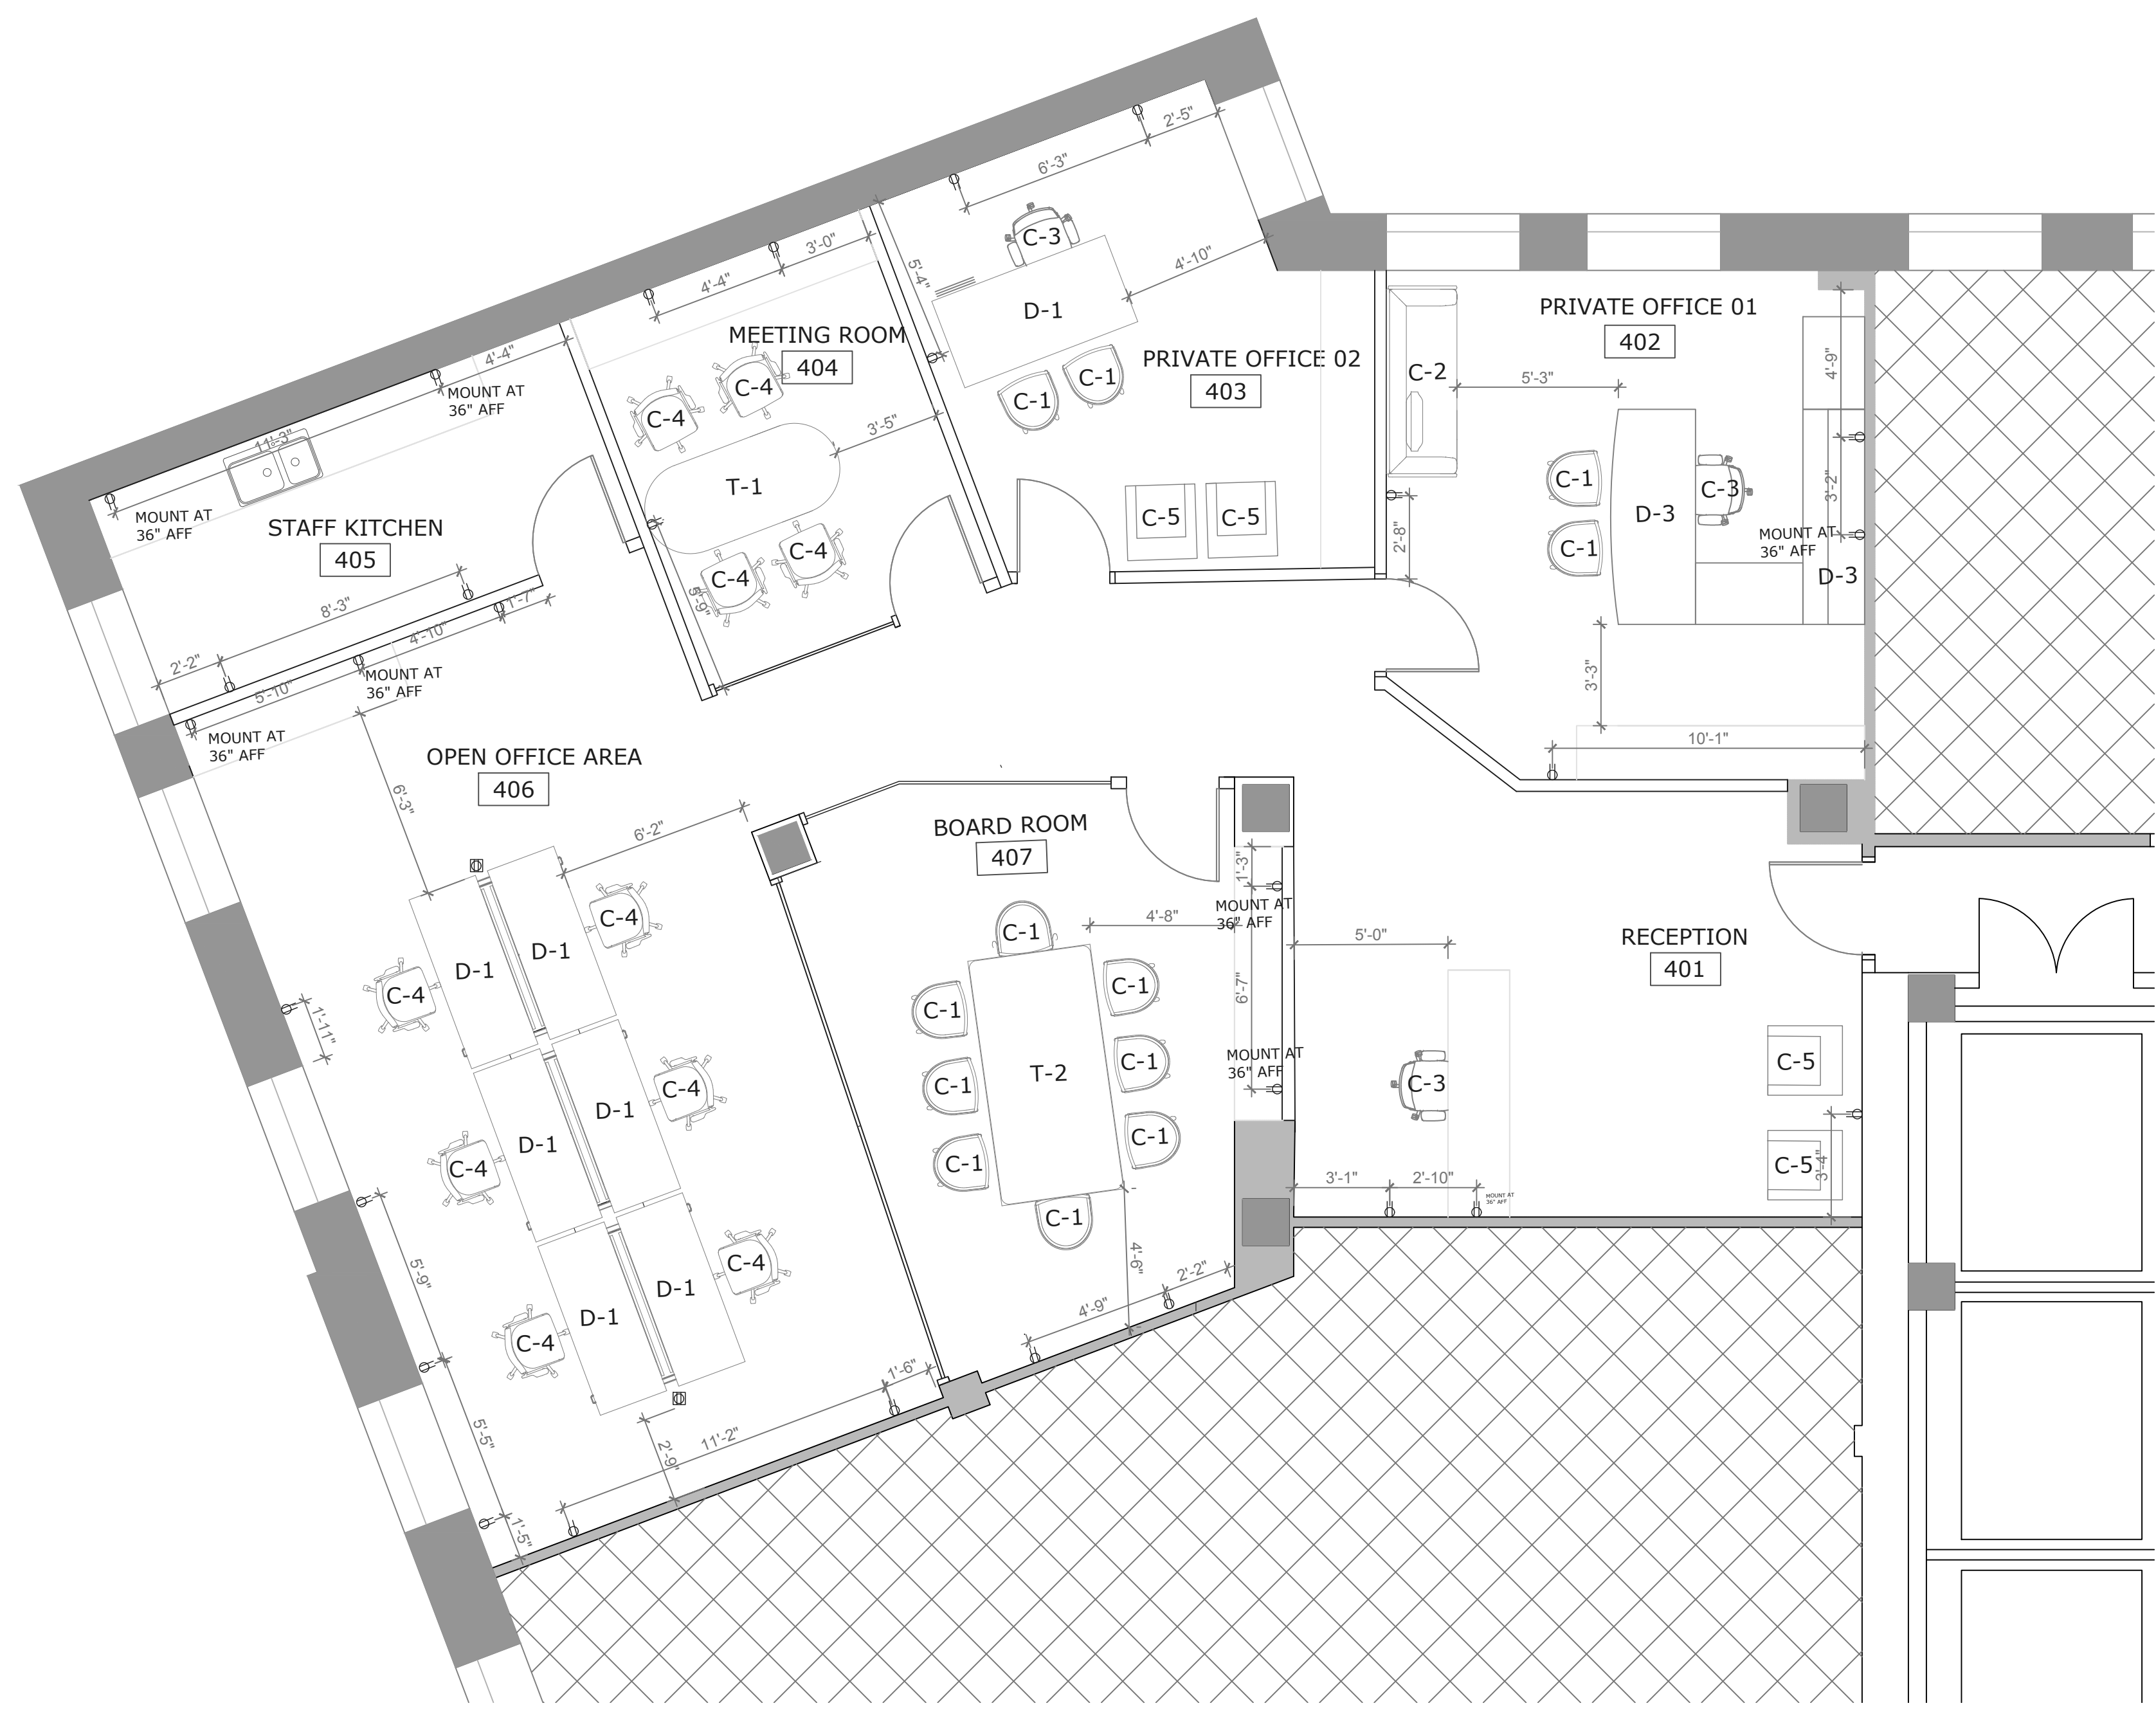 2'-5"
6'-3"
C-3
3'-0"
4'-4"
5'-4"
4'-10"
D-1
MEETING ROOM
404
PRIVATE OFFICE 02
403
C-1
C-1
PRIVATE OFFICE 01
402
4'-9"
C-2
5'-3"
4'-4"
MOUNT AT
36" AFF
C-4
C-4
3'-5"
11'-3"
T-1
C-5
C-5
C-1
C-1
D-3
C-3
3'-2"
MOUNT AT
36" AFF
D-3
2'-8"
MOUNT AT
36" AFF
STAFF KITCHEN
405
C-4
C-4
5'-9"
8'-3"
1'-7"
4'-10"
2'-2"
5'-10"
MOUNT AT
36" AFF
MOUNT AT
36" AFF
3'-3"
10'-1"
OPEN OFFICE AREA
406
6'-3"
6'-2"
BOARD ROOM
407
1'-3"
MOUNT AT
36" AFF
4'-8"
5'-0"
RECEPTION
401
C-1
C-4
D-1
D-1
C-4
C-1
C-1
6'-7"
1'-11"
MOUNT AT
36" AFF
C-1
C-1
T-2
C-3
C-5
C-4
D-1
D-1
C-4
C-1
C-1
C-5
3'-4"
3'-1"
2'-10"
MOUNT AT
36" AFF
C-1
C-4
D-1
D-1
C-4
4'-6"
2'-2"
4'-9"
5'-9"
1'-6"
11'-2"
2'-9"
5'-5"
1'-5"